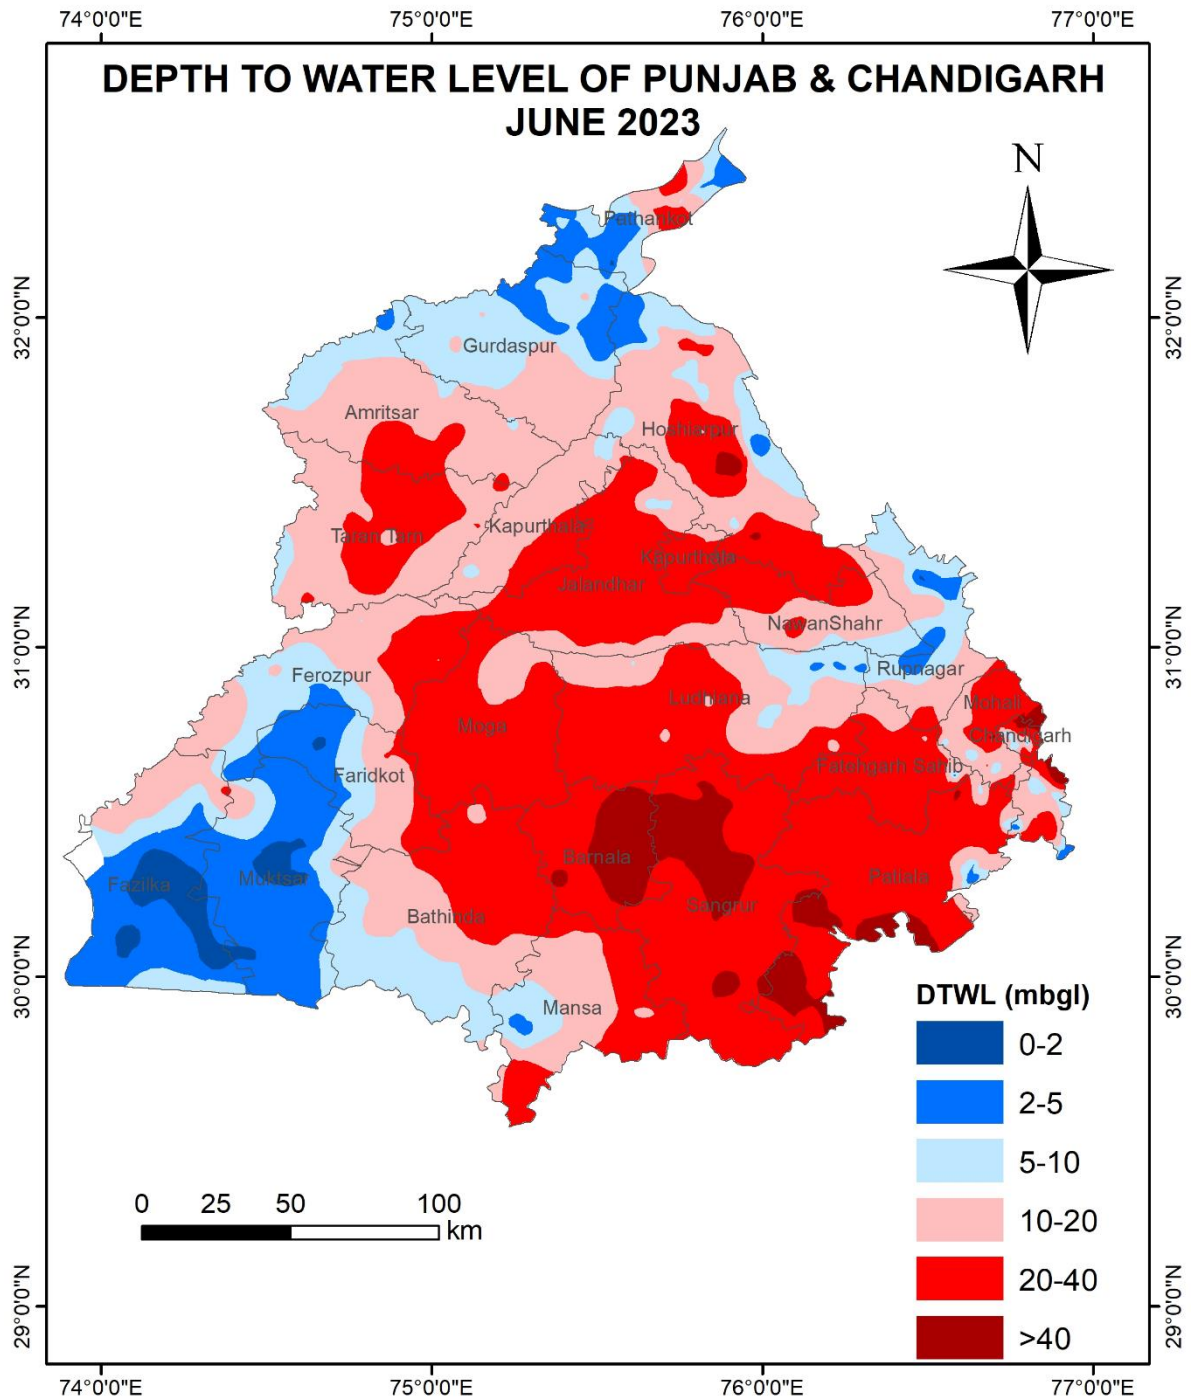 74°0'0"E
75°0'0"E
76°0'0"E
77°0'0"E
DEPTH TO WATER LEVEL OF PUNJAB & CHANDIGARH
JUNE 2023
N
Pathankot
32°0'0"N
32°0'0"N
Gurdaspur
Amritsar
Hoshiarpur
Kapurthala
Taran Tarn
Kapurthala
Jalandhar
NawanShahr
31°0'0"N
31°0'0"N
Ferozpur
Rupnagar
Ludhiana
Mohali
Moga
Chandigarh
Faridkot
Fatehgarh Sahib
Barnala
Fazilka
Muktsar
Patiala
Sangrur
Bathinda
30°0'0"N
30°0'0"N
Mansa
DTWL (mbgl)
0-2
2-5
5-10
10-20
20-40
>40
0 25 50 100
km
29°0'0"N
29°0'0"N
74°0'0"E
75°0'0"E
76°0'0"E
77°0'0"E